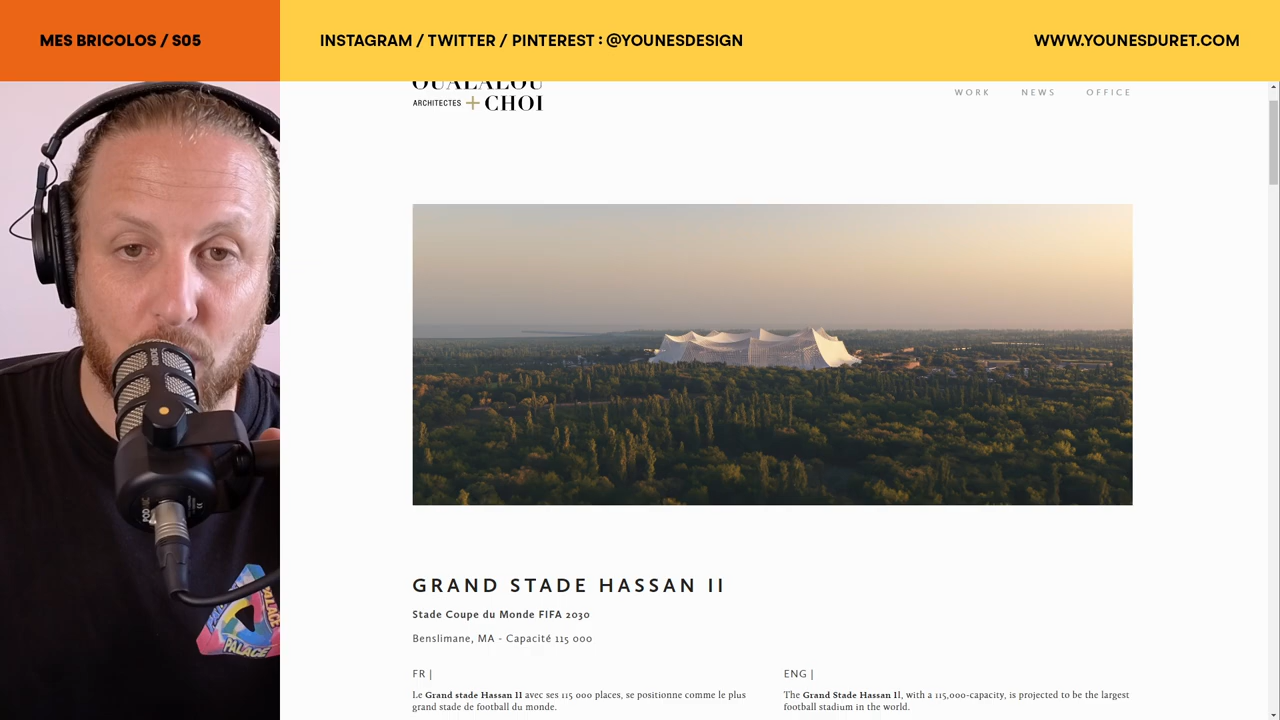 MES BRICOLOS / S05
INSTAGRAM / TWITTER / PINTEREST : @YOUNESDESIGN
WWW.YOUNESDURET.COM
OUALALOU
ARCHITECTES + CHOI
WORK NEWS OFFICE
GRAND STADE HASSAN II
Stade Coupe du Monde FIFA 2030
Benslimane, MA - Capacité 115 000
FR |
Le Grand stade Hassan II avec ses 115 000 places, se positionne comme le plus
grand stade de football du monde.
ENG |
The Grand Stade Hassan II, with a 115,000-capacity, is projected to be the largest
football stadium in the world.
PALACE